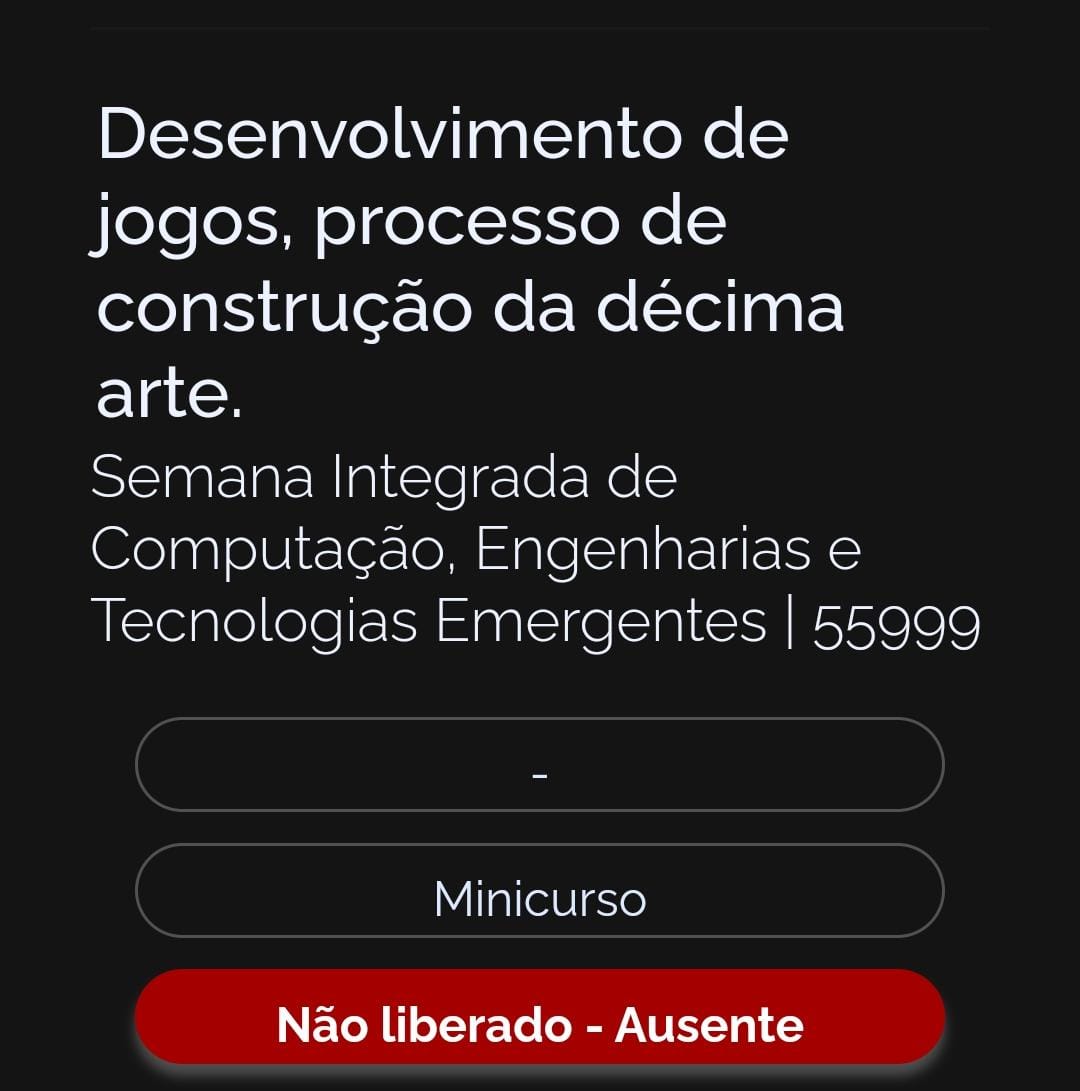 Desenvolvimento de
jogos, processo de
construção da décima
arte.
Semana Integrada de
Computação, Engenharias e
Tecnologias Emergentes | 55999
-
Minicurso
Não liberado - Ausente